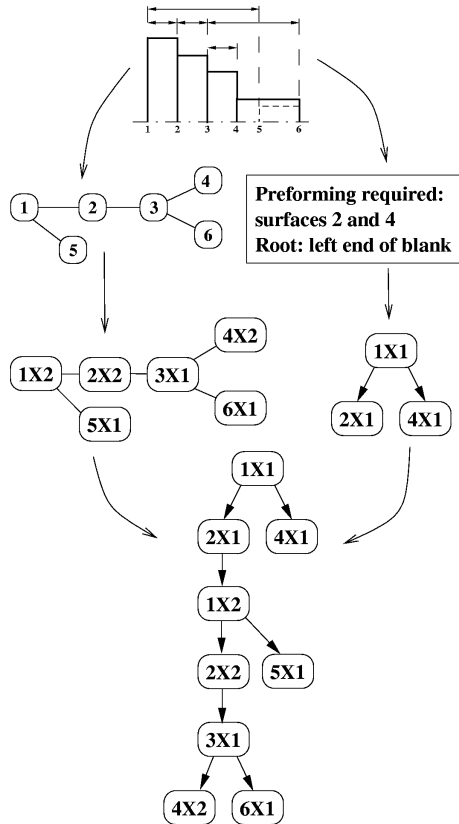 1 2 3 4 5 6
4
1 2 3
6
5
Preforming required:
surfaces 2 and 4
Root: left end of blank
4X2
1X2 2X2 3X1
6X1
5X1
1X1
2X1 4X1
1X1
2X1 4X1
1X2
2X2 5X1
3X1
4X2 6X1